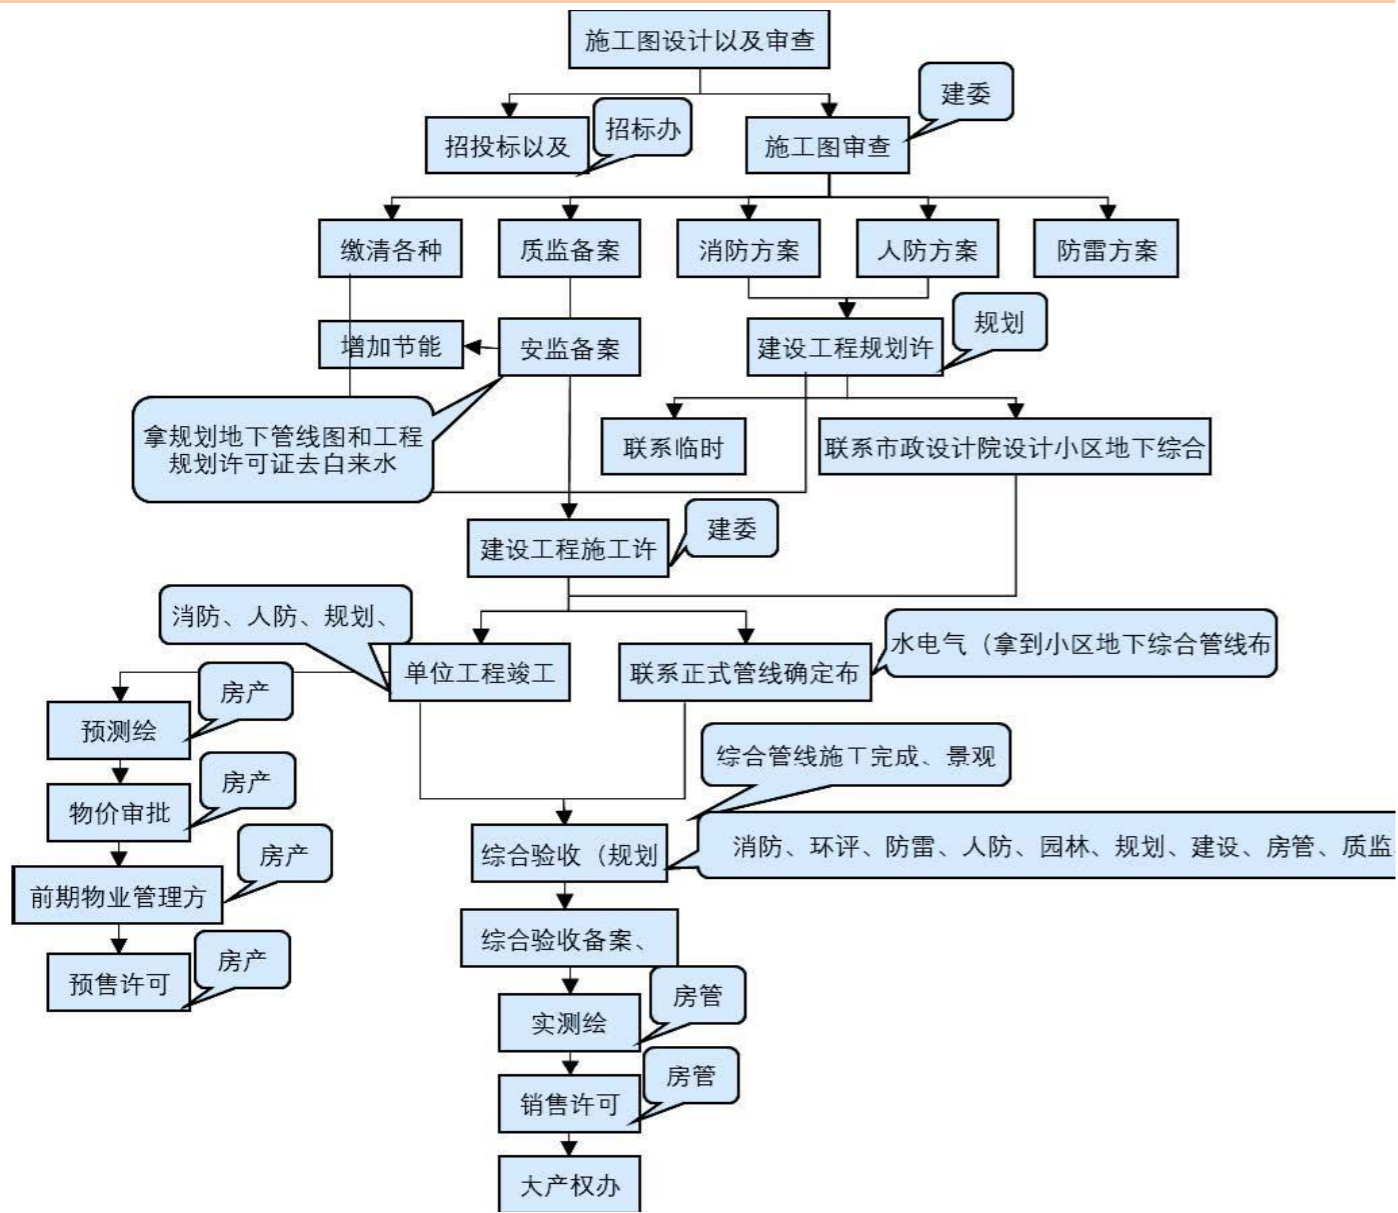 施工图设计以及审查
建委
招投标以及
招标办
施工图审查
缴清各种
质监备案
消防方案
人防方案
防雷方案
增加节能
安监备案
建设工程规划许
规划
拿规划地下管线图和工程
规划许可证去白来水
联系临时
联系市政设计院设计小区地下综合
建设工程施工许
建委
消防、人防、规划、
单位工程竣工
联系正式管线确定布
水电气（拿到小区地下综合管线布
预测绘
房产
综合管线施丅完成、景观
物价审批
房产
综合验收（规划
消防、环评、防雷、人防、园林、规划、建设、房管、质监
前期物业管理方
房产
综合验收备案、
预售许可
房产
实测绘
房管
销售许可
房管
大产权办